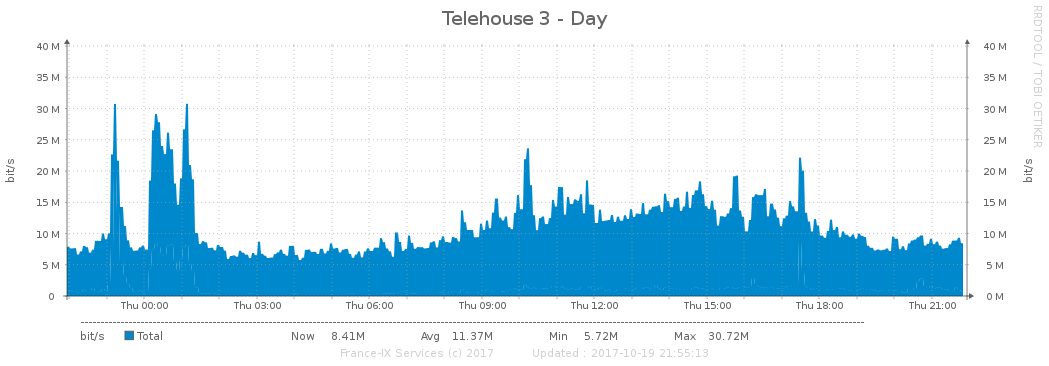 Telehouse 3 - Day
RRDTOOL / TOBI OETIKER
bit/s
bit/s
40 M 40 M
35 M 35 M
30 M 30 M
25 M 25 M
20 M 20 M
15 M 15 M
10 M 10 M
5 M 5 M
0 0 M
Thu 00:00 Thu 03:00 Thu 06:00 Thu 09:00 Thu 12:00 Thu 15:00 Thu 18:00 Thu 21:00
bit/s Total Now 8.41M Avg 11.37M Min 5.72M Max 30.72M
France-IX Services (c) 2017 Updated : 2017-10-19 21:55:13